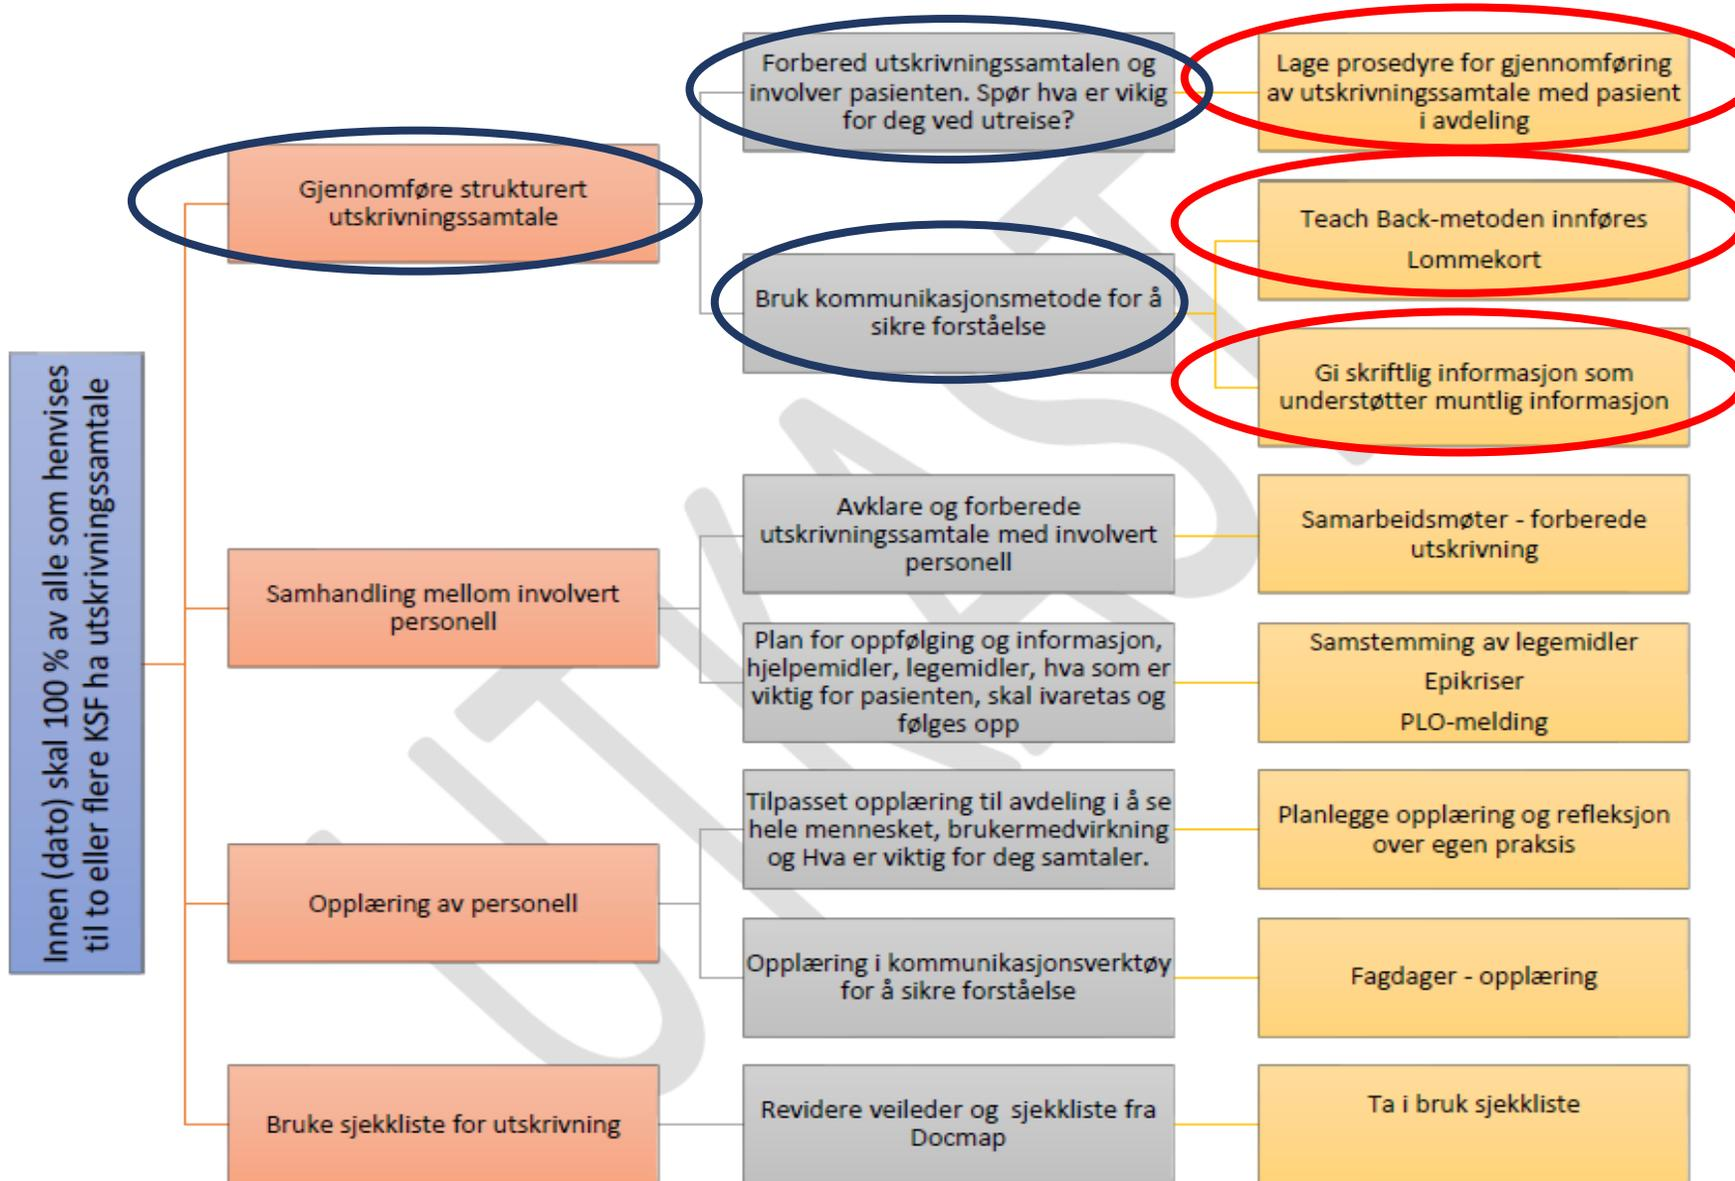 Innen (dato) skal 100 % av alle som henvises
til to eller flere KSF ha utskrivningssamtale
Gjennomføre strukturert
utskrivningssamtale
Forbered utskrivningssamtalen og
involver pasienten. Spør hva er vikig
for deg ved utreise?
Lage prosedyre for gjennomføring
av utskrivningssamtale med pasient
i avdeling
Bruk kommunikasjonsmetode for å
sikre forståelse
Teach Back-metoden innføres
Lommekort
Gi skriftlig informasjon som
understøtter muntlig informasjon
Samhandling mellom involvert
personell
Avklare og forberede
utskrivningssamtale med involvert
personell
Samarbeidsmøter - forberede
utskrivning
Plan for oppfølging og informasjon,
hjelpemidler, legemidler, hva som er
viktig for pasienten, skal ivaretas og
følges opp
Samstemming av legemidler
Epikriser
PLO-melding
Opplæring av personell
Tilpasset opplæring til avdeling i å se
hele mennesket, brukermedvirkning
og Hva er viktig for deg samtaler.
Planlegge opplæring og refleksjon
over egen praksis
Opplæring i kommunikasjonsverktøy
for å sikre forståelse
Fagdager - opplæring
Bruke sjekkliste for utskrivning
Revidere veileder og sjekkliste fra
Docmap
Ta i bruk sjekkliste
UTKAST